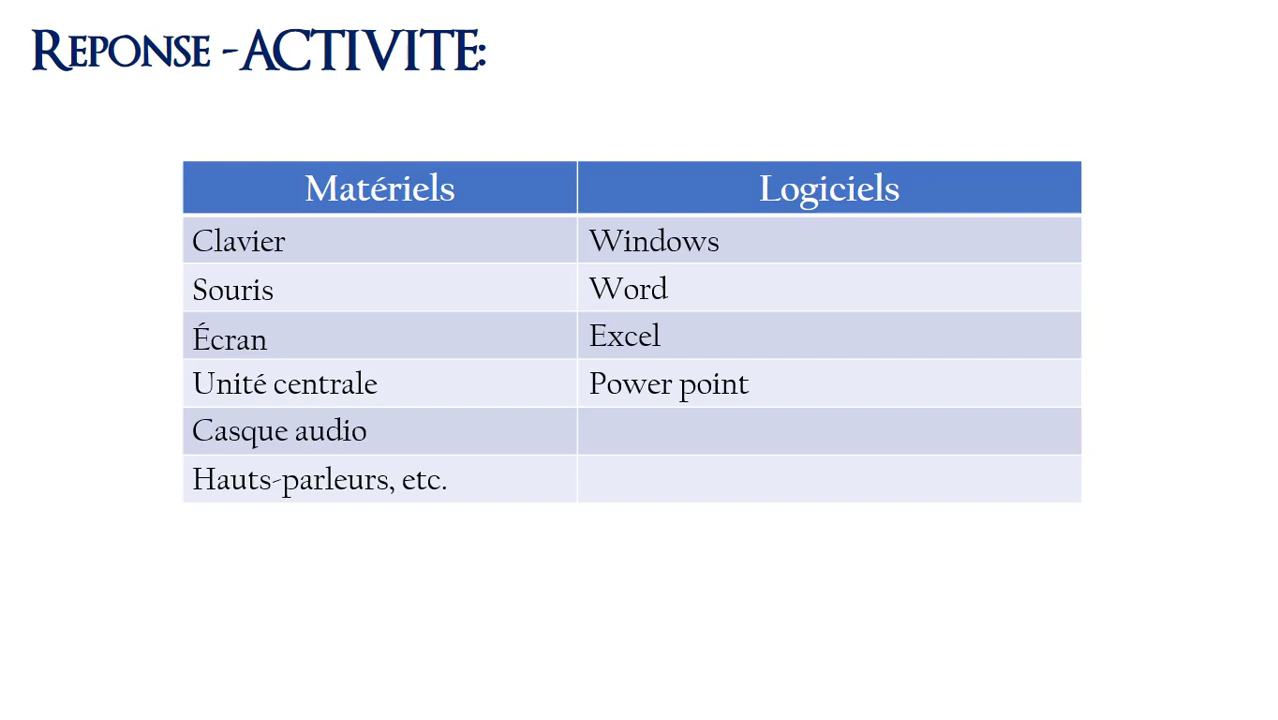 REPONSE -ACTIVITE:
Matériels Logiciels
Clavier Windows
Souris Word
Écran Excel
Unité centrale Power point
Casque audio
Hauts-parleurs, etc.